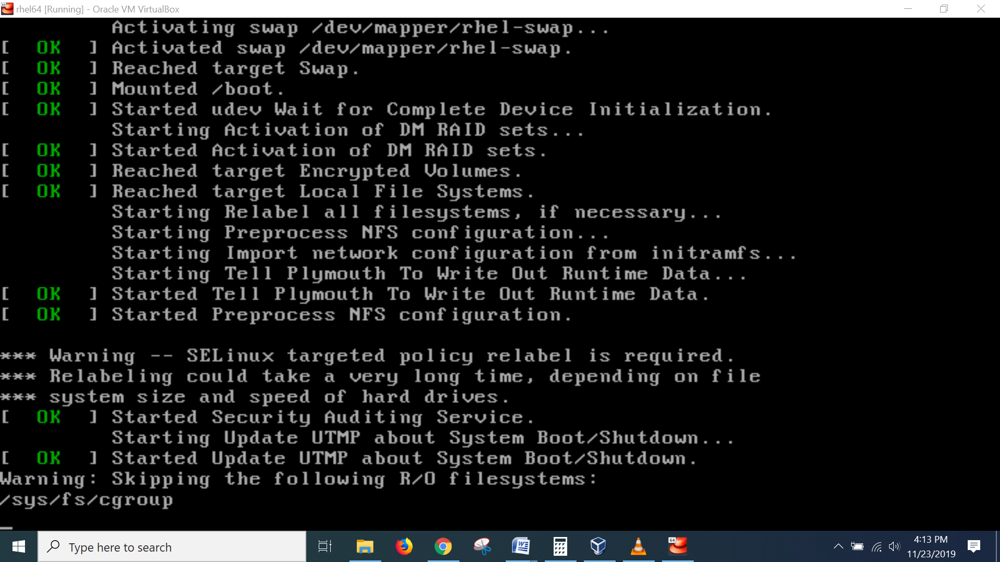 rhel64 [Running] - Oracle VM VirtualBox
Activating swap /dev/mapper/rhel-swap...
[  OK  ] Activated swap /dev/mapper/rhel-swap.
[  OK  ] Reached target Swap.
[  OK  ] Mounted /boot.
[  OK  ] Started udev Wait for Complete Device Initialization.
Starting Activation of DM RAID sets...
[  OK  ] Started Activation of DM RAID sets.
[  OK  ] Reached target Encrypted Volumes.
[  OK  ] Reached target Local File Systems.
Starting Relabel all filesystems, if necessary...
Starting Preprocess NFS configuration...
Starting Import network configuration from initramfs...
Starting Tell Plymouth To Write Out Runtime Data...
[  OK  ] Started Tell Plymouth To Write Out Runtime Data.
[  OK  ] Started Preprocess NFS configuration.
*** Warning -- SELinux targeted policy relabel is required.
*** Relabeling could take a very long time, depending on file
*** system size and speed of hard drives.
[  OK  ] Started Security Auditing Service.
Starting Update UTMP about System Boot/Shutdown...
[  OK  ] Started Update UTMP about System Boot/Shutdown.
Warning: Skipping the following R/O filesystems:
/sys/fs/cgroup
_
Type here to search
64
4:13 PM
11/23/2019